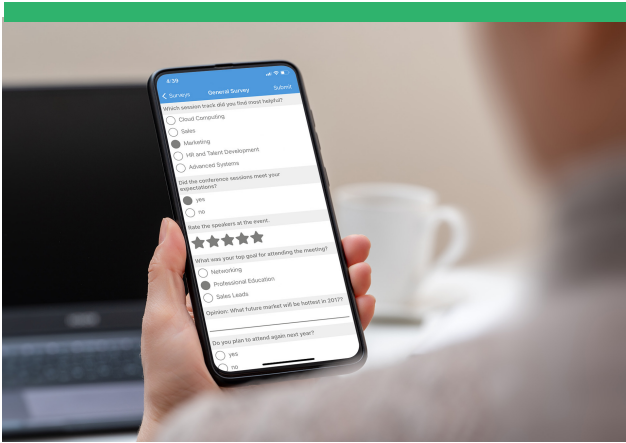 4:39
Surveys General Survey Submit
Which session track did you find most helpful?
Cloud Computing
Sales
Marketing
HR and Talent Development
Advanced Systems
Did the conference sessions meet your
expectations?
yes
no
Rate the speakers at the event.
What was your top goal for attending the meeting?
Networking
Professional Education
Sales Leads
Opinion: What future market will be hottest in 2017?
Do you plan to attend again next year?
yes
no